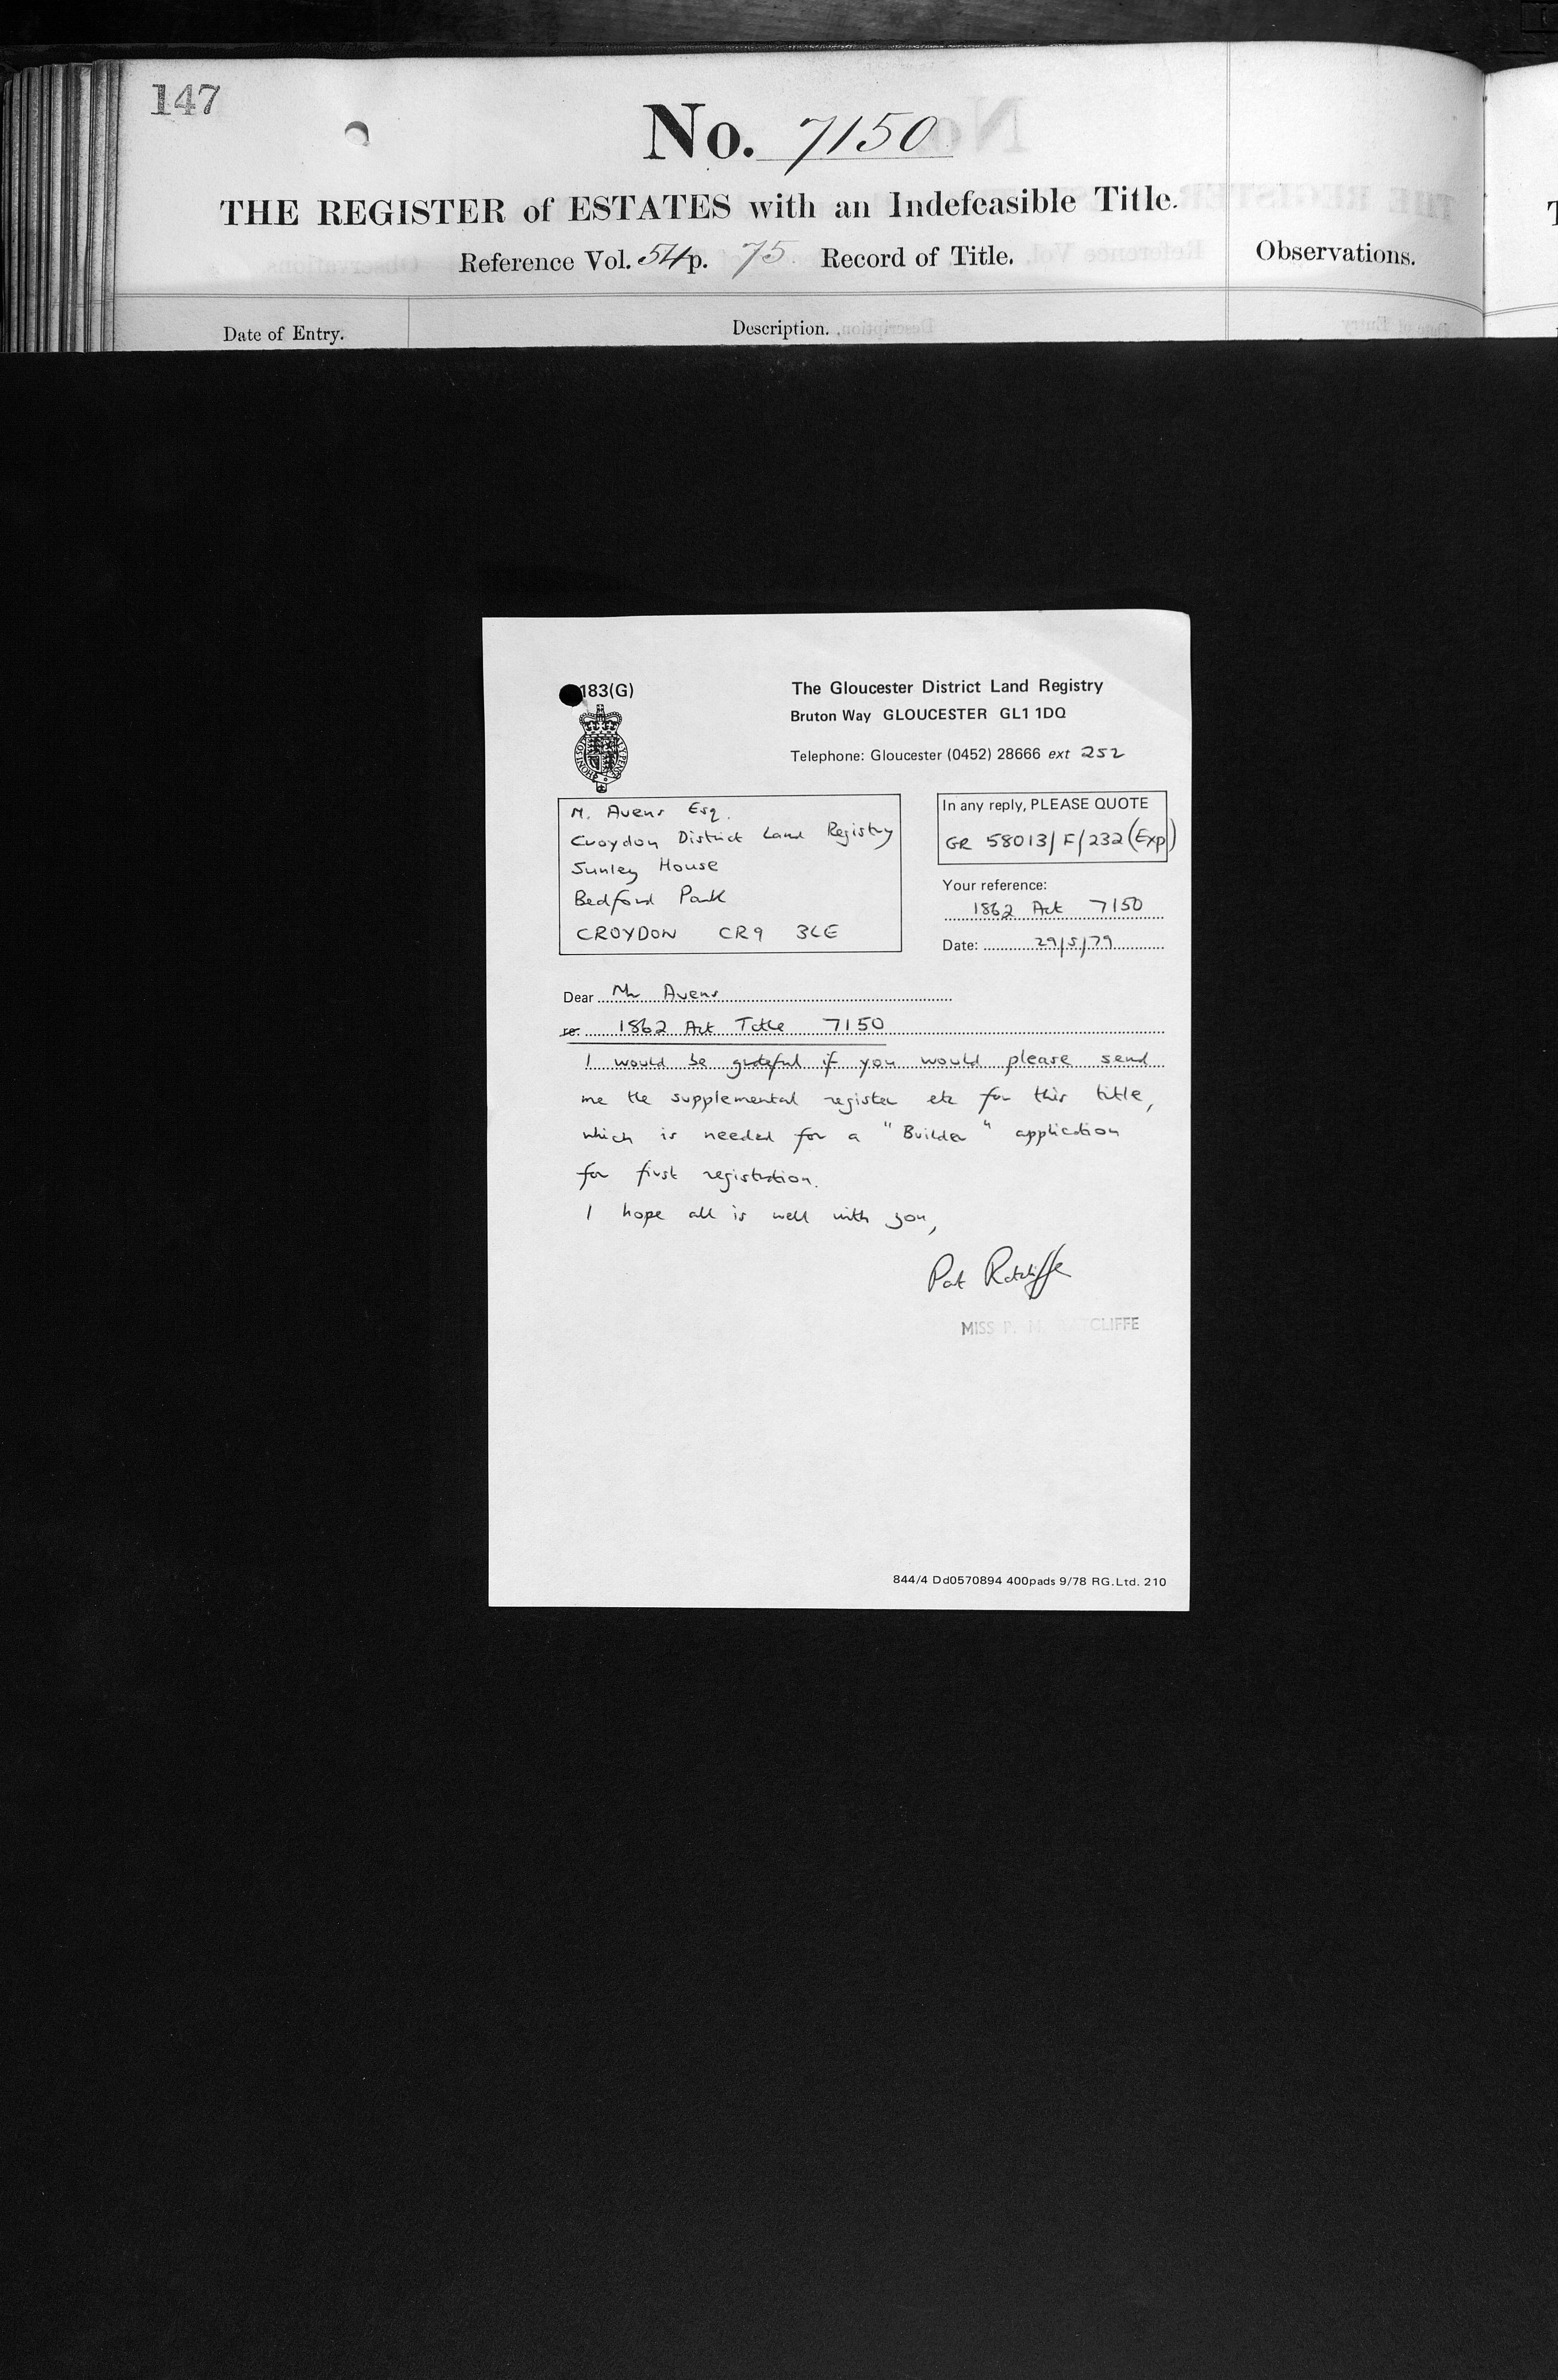 147
No. 7150
THE REGISTER of ESTATES with an Indefeasible Title.
Reference Vol. 54 p. 75 Record of Title.
Observations.
Date of Entry.
Description.
183(G)
The Gloucester District Land Registry
Bruton Way GLOUCESTER GL1 1DQ
Telephone: Gloucester (0452) 28666 ext 252
M. Avens Esq.
Croydon District Land Registry
Sunley House
Bedford Park
CROYDON CR9 3LE
In any reply, PLEASE QUOTE
GR 58013/F/232 (Exp)
Your reference:
1862 Act 7150
Date: 29/5/79
Dear Mr Avens
re. 1862 Act Title 7150
I would be grateful if you would please send
me the supplemental register etc for this title,
which is needed for a "Builder" application
for first registration.
I hope all is well with you,
Pat Ratcliffe
MISS P. M. RATCLIFFE
844/4 Dd0570894 400pads 9/78 RG.Ltd. 210